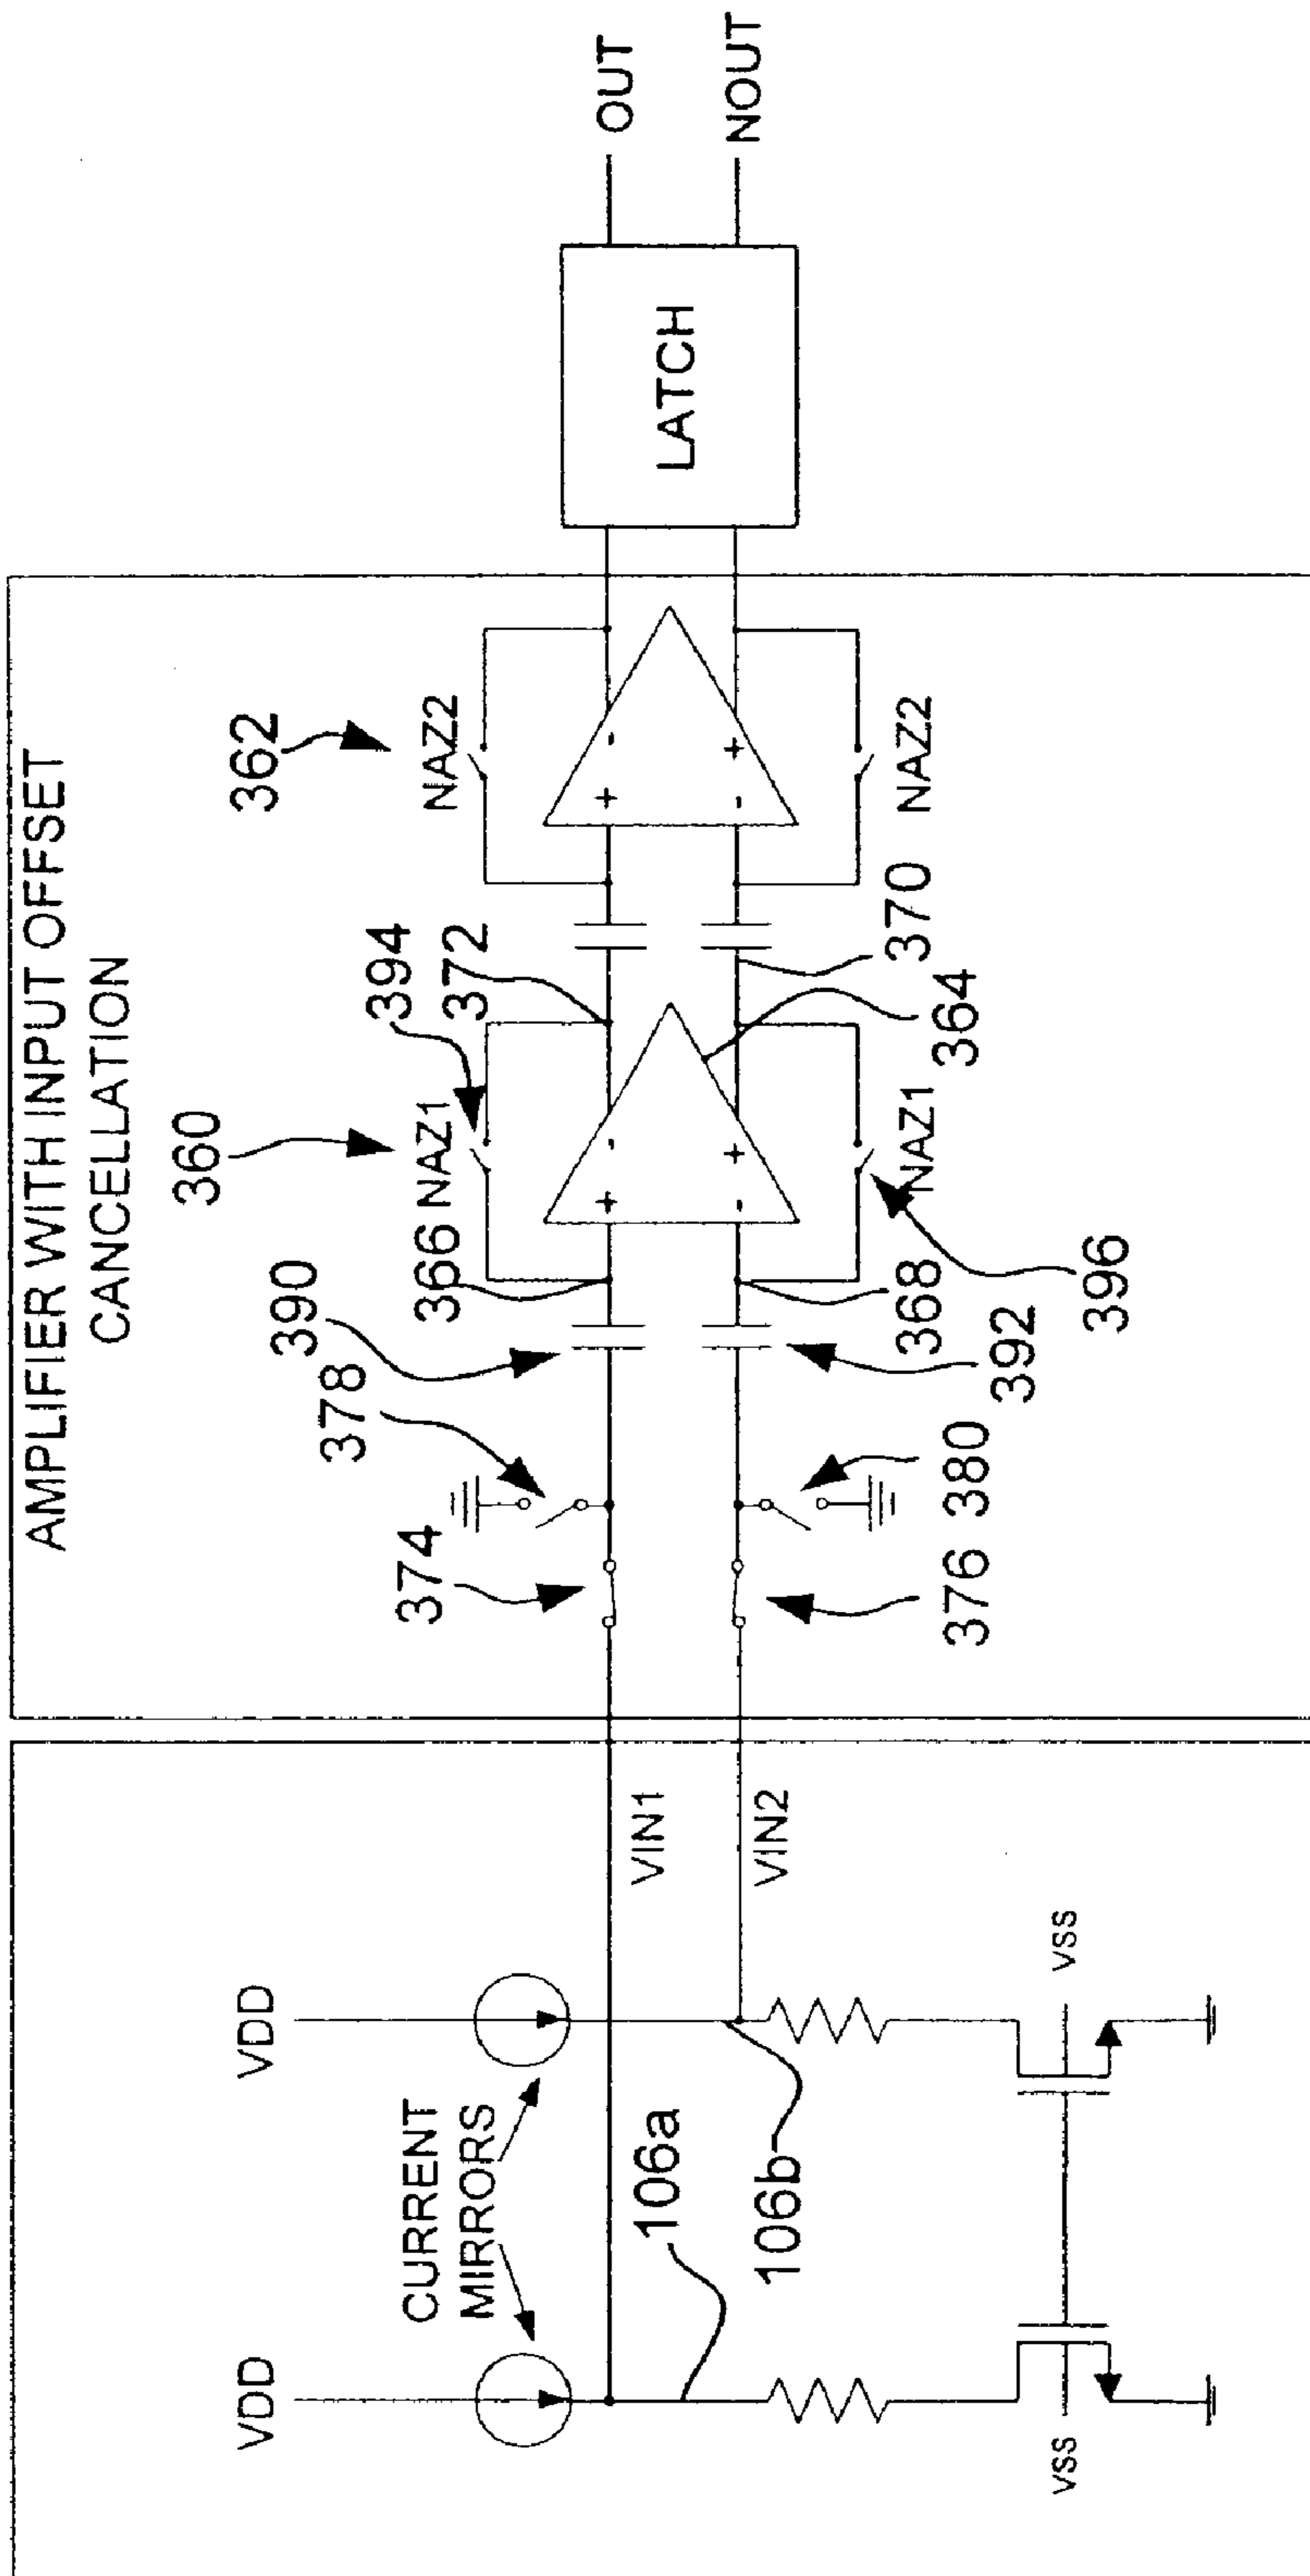 AMPLIFIER WITH INPUT OFFSET
CANCELLATION
VDD
VDD
CURRENT
MIRRORS
106a
106b
VIN1
VIN2
vss
vss
374
378
376
380
390
392
366
368
360
NAZ1
394
372
+
-
-
+
NAZ1
396
364
370
362
NAZ2
+
-
-
+
NAZ2
LATCH
OUT
NOUT